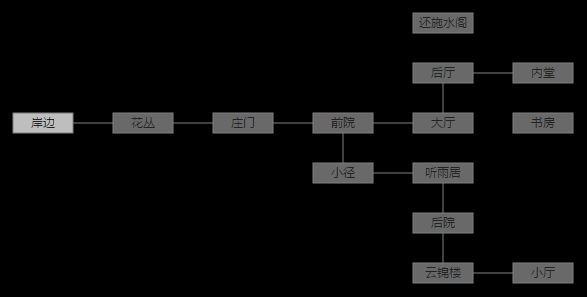 还施水阁
后厅 内堂
岸边 花丛 庄门 前院 大厅 书房
小径 听雨居
后院
云锦楼 小厅